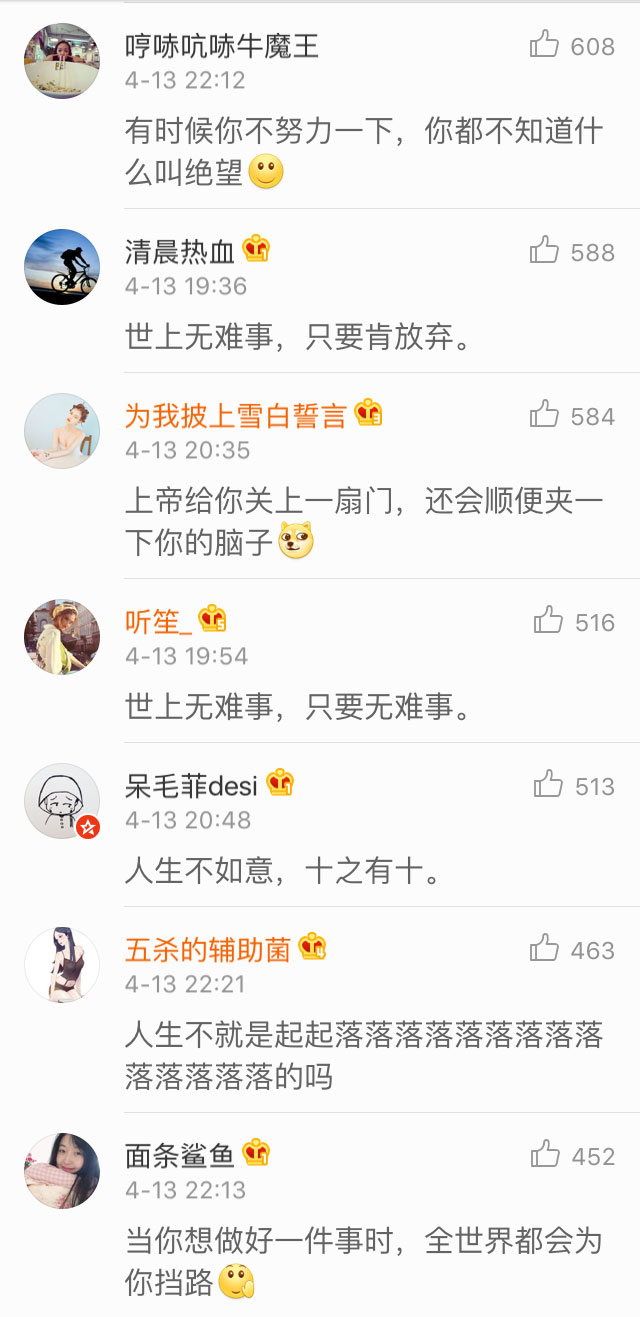 哼哧吭哧牛魔王
608
4-13 22:12
有时候你不努力一下，你都不知道什
么叫绝望
清晨热血
588
4-13 19:36
世上无难事，只要肯放弃。
为我披上雪白誓言
584
4-13 20:35
上帝给你关上一扇门，还会顺便夹一
下你的脑子
听笙_
516
4-13 19:54
世上无难事，只要无难事。
呆毛菲desi
513
4-13 20:48
人生不如意，十之有十。
五杀的辅助菌
463
4-13 22:21
人生不就是起起落落落落落落落落落
落落落落落的吗
面条鲨鱼
452
4-13 22:13
当你想做好一件事时，全世界都会为
你挡路